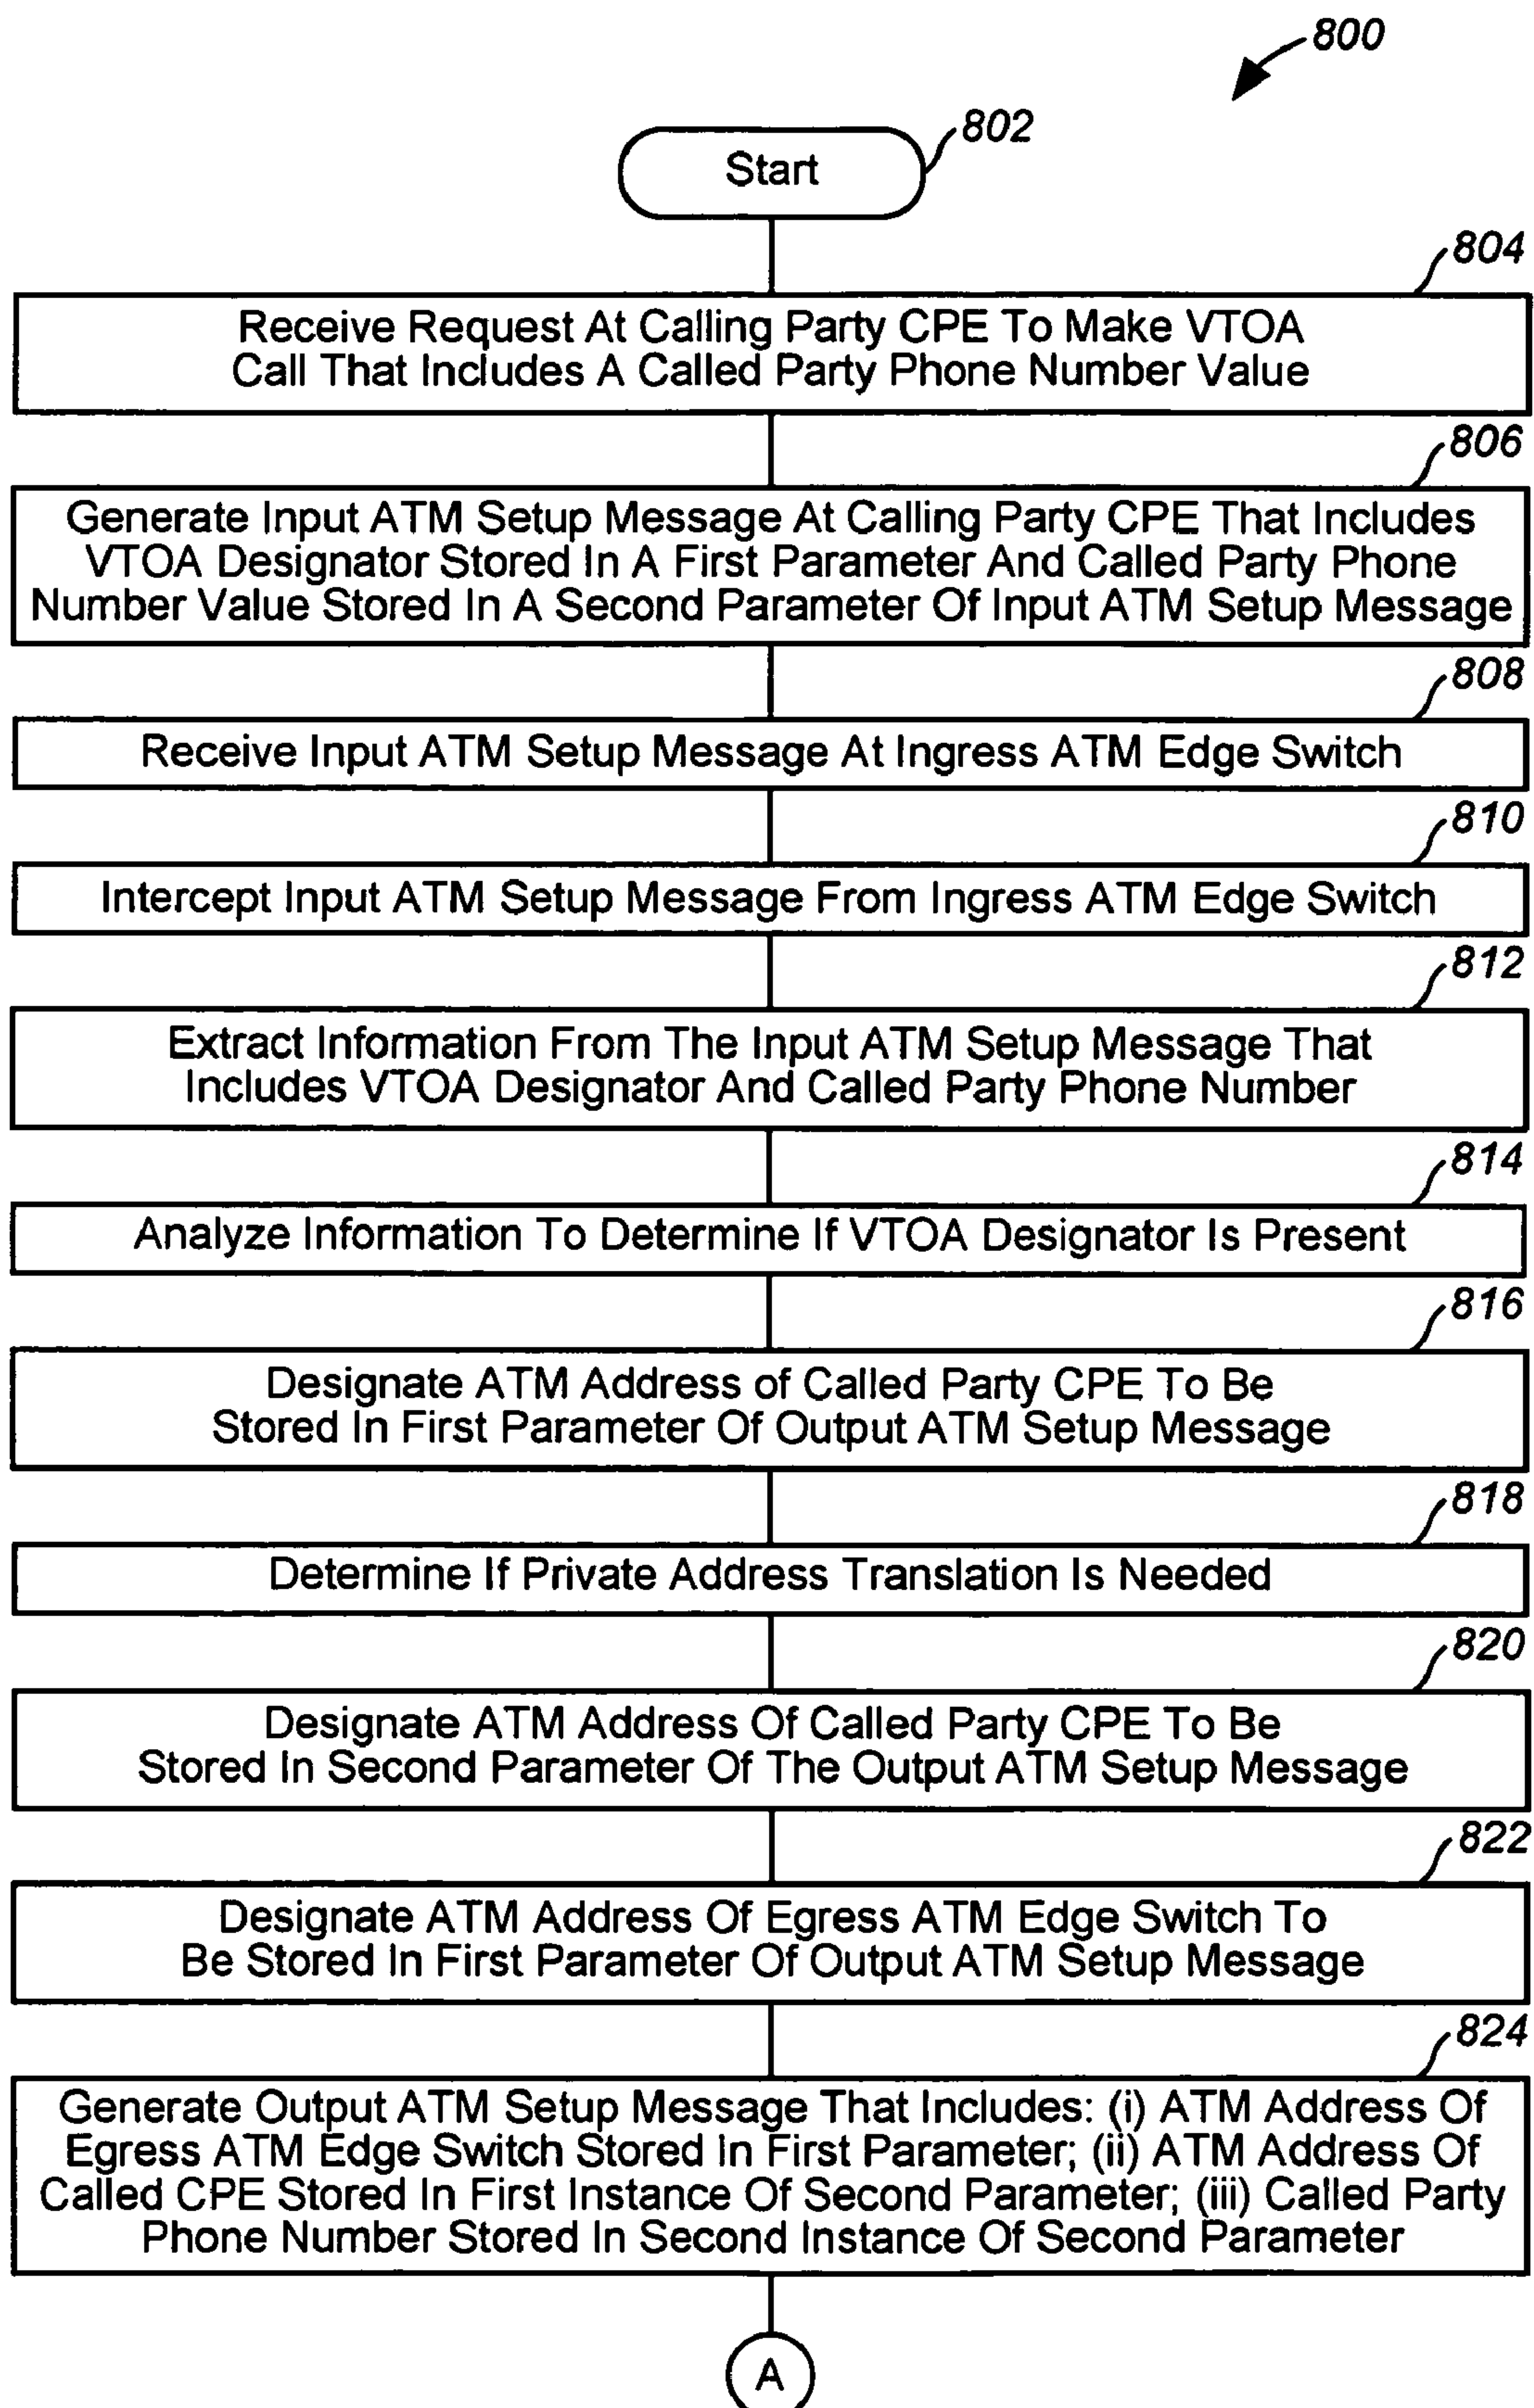 800
802
Start
804
Receive Request At Calling Party CPE To Make VTOA
Call That Includes A Called Party Phone Number Value
806
Generate Input ATM Setup Message At Calling Party CPE That Includes
VTOA Designator Stored In A First Parameter And Called Party Phone
Number Value Stored In A Second Parameter Of Input ATM Setup Message
808
Receive Input ATM Setup Message At Ingress ATM Edge Switch
810
Intercept Input ATM Setup Message From Ingress ATM Edge Switch
812
Extract Information From The Input ATM Setup Message That
Includes VTOA Designator And Called Party Phone Number
814
Analyze Information To Determine If VTOA Designator Is Present
816
Designate ATM Address of Called Party CPE To Be
Stored In First Parameter Of Output ATM Setup Message
818
Determine If Private Address Translation Is Needed
820
Designate ATM Address Of Called Party CPE To Be
Stored In Second Parameter Of The Output ATM Setup Message
822
Designate ATM Address Of Egress ATM Edge Switch To
Be Stored In First Parameter Of Output ATM Setup Message
824
Generate Output ATM Setup Message That Includes: (i) ATM Address Of
Egress ATM Edge Switch Stored In First Parameter; (ii) ATM Address Of
Called CPE Stored In First Instance Of Second Parameter; (iii) Called Party
Phone Number Stored In Second Instance Of Second Parameter
A